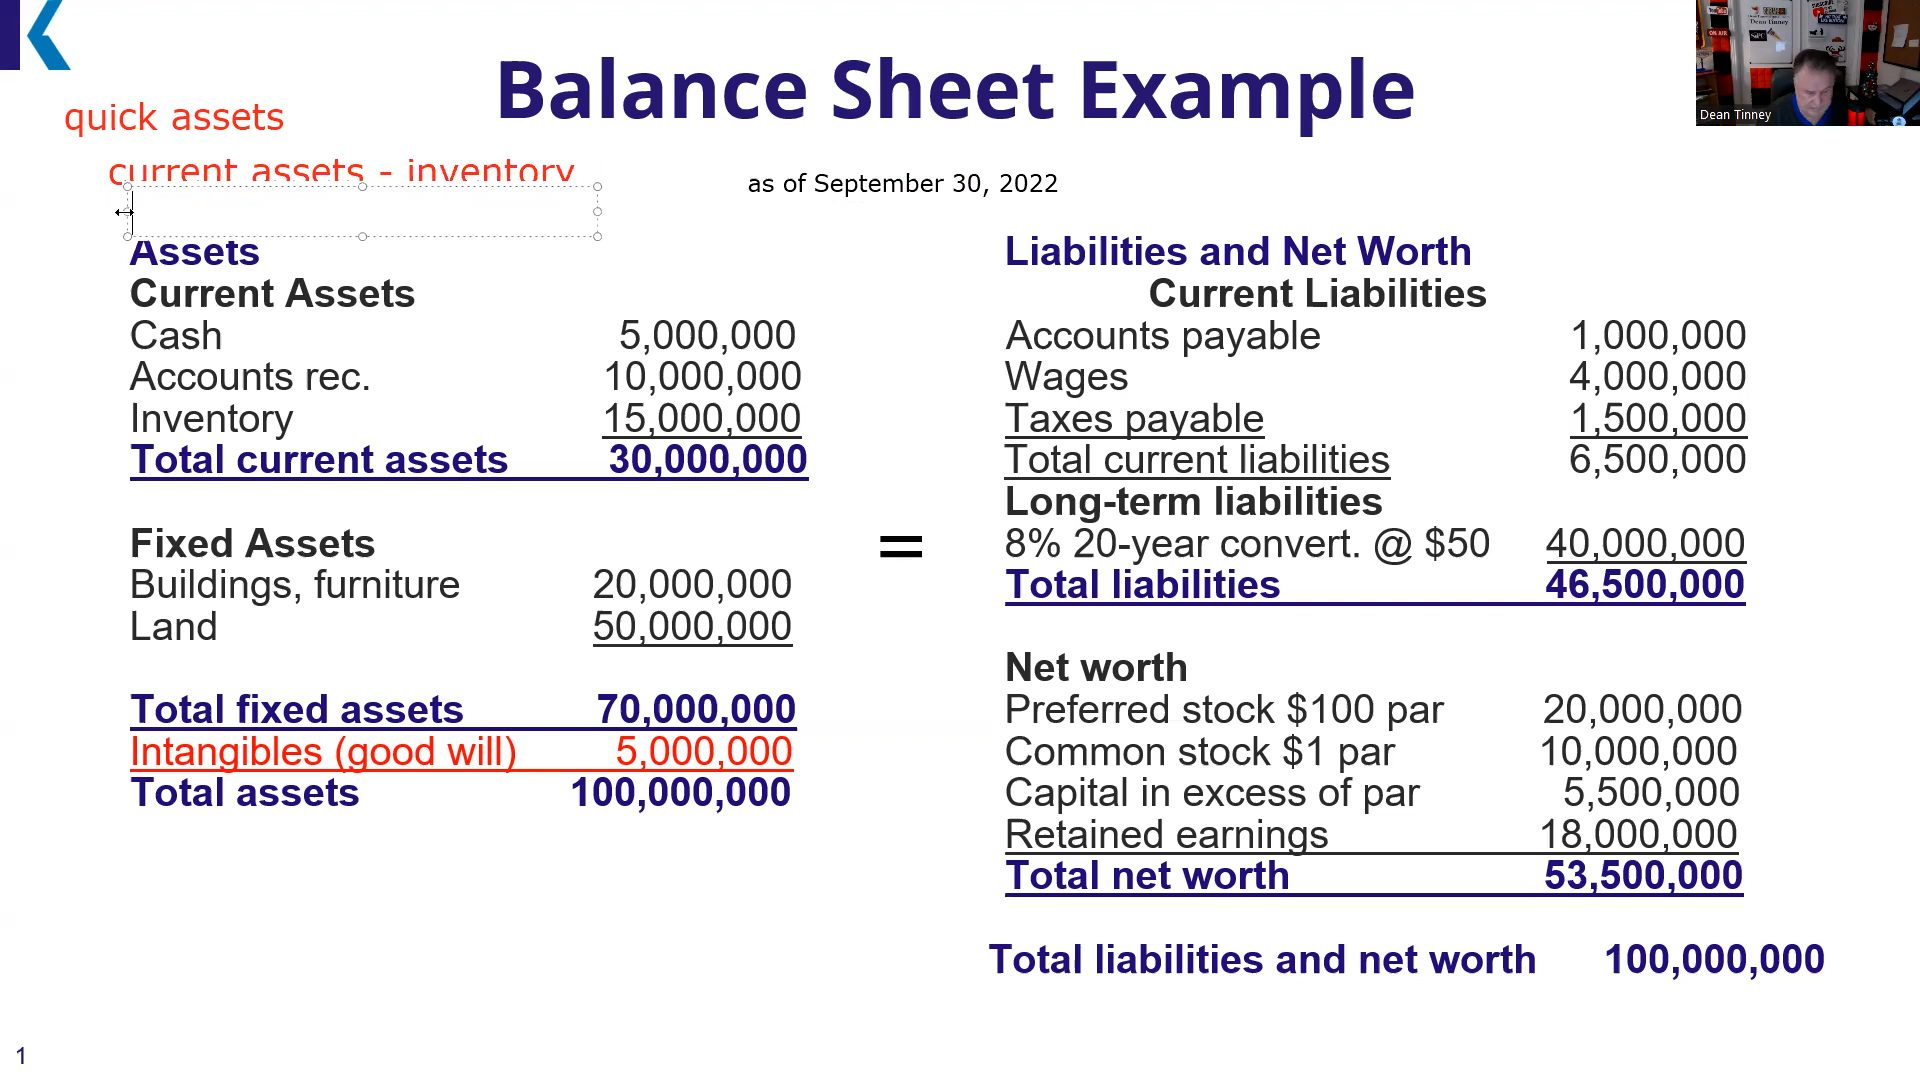 Balance Sheet Example
quick assets
current assets - inventory
as of September 30, 2022
Assets
Current Assets
Cash 5,000,000
Accounts rec. 10,000,000
Inventory 15,000,000
Total current assets 30,000,000
Fixed Assets
Buildings, furniture 20,000,000
Land 50,000,000
Total fixed assets 70,000,000
Intangibles (good will) 5,000,000
Total assets 100,000,000
=
Liabilities and Net Worth
Current Liabilities
Accounts payable 1,000,000
Wages 4,000,000
Taxes payable 1,500,000
Total current liabilities 6,500,000
Long-term liabilities
8% 20-year convert. @ $50 40,000,000
Total liabilities 46,500,000
Net worth
Preferred stock $100 par 20,000,000
Common stock $1 par 10,000,000
Capital in excess of par 5,500,000
Retained earnings 18,000,000
Total net worth 53,500,000
Total liabilities and net worth 100,000,000
1
ON AIR
Dean Tinney
Dean Tinney